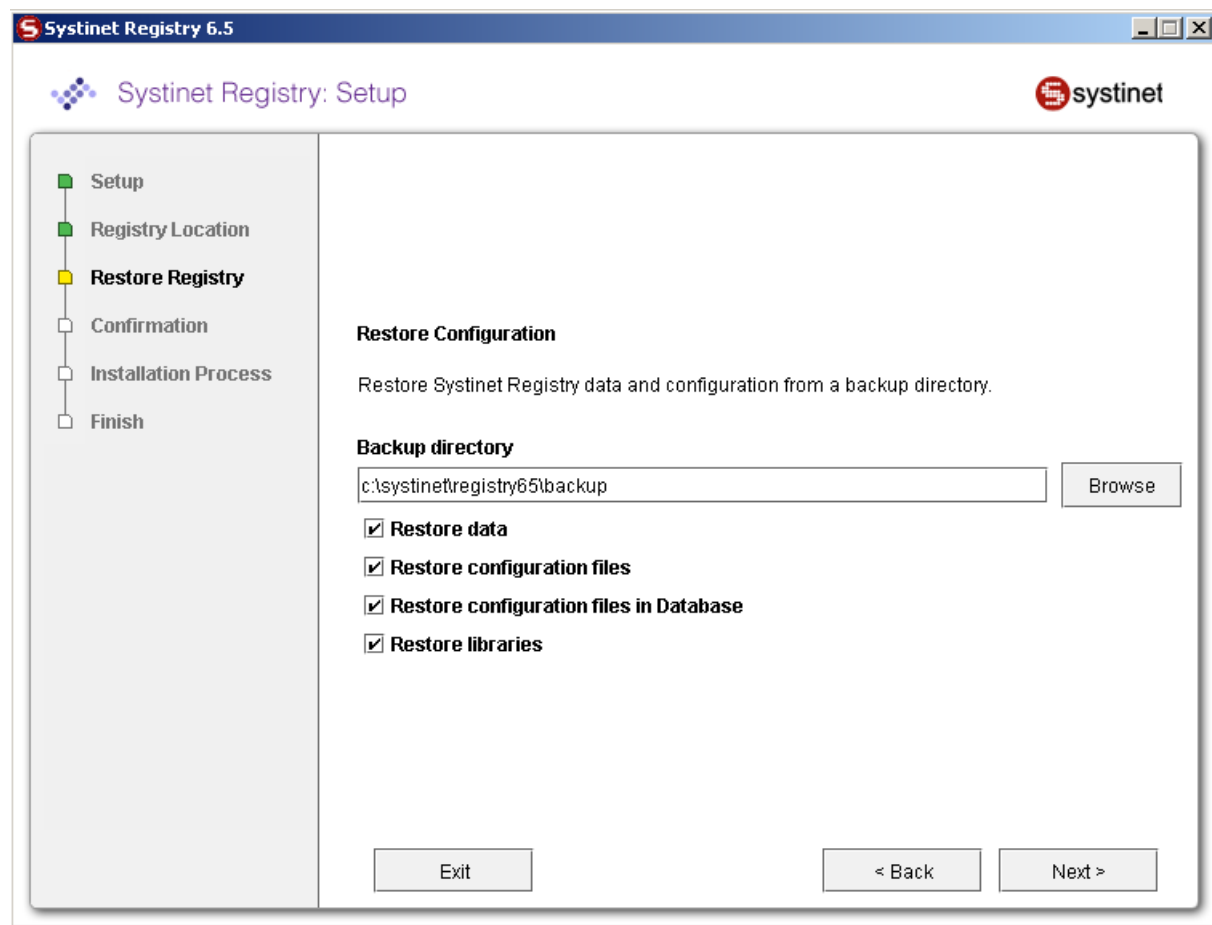 Systinet Registry 6.5
Systinet Registry: Setup
systinet
Setup
Registry Location
Restore Registry
Confirmation
Installation Process
Finish
Restore Configuration
Restore Systinet Registry data and configuration from a backup directory.
Backup directory
c:\systinet\registry65\backup
Browse
Restore data
Restore configuration files
Restore configuration files in Database
Restore libraries
Exit
< Back
Next >